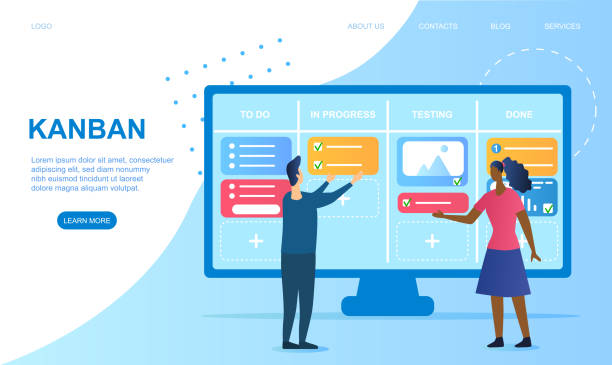 LOGO
ABOUT US
CONTACTS
BLOG
SERVICES
KANBAN
Lorem ipsum dolor sit amet, consectetuer
adipiscing elit, sed diam nonummy nibh
euismod tincidunt ut laoreet dolore magna
aliquam erat volutpat.
LEARN MORE
TO DO
IN PROGRESS
TESTING
DONE
1